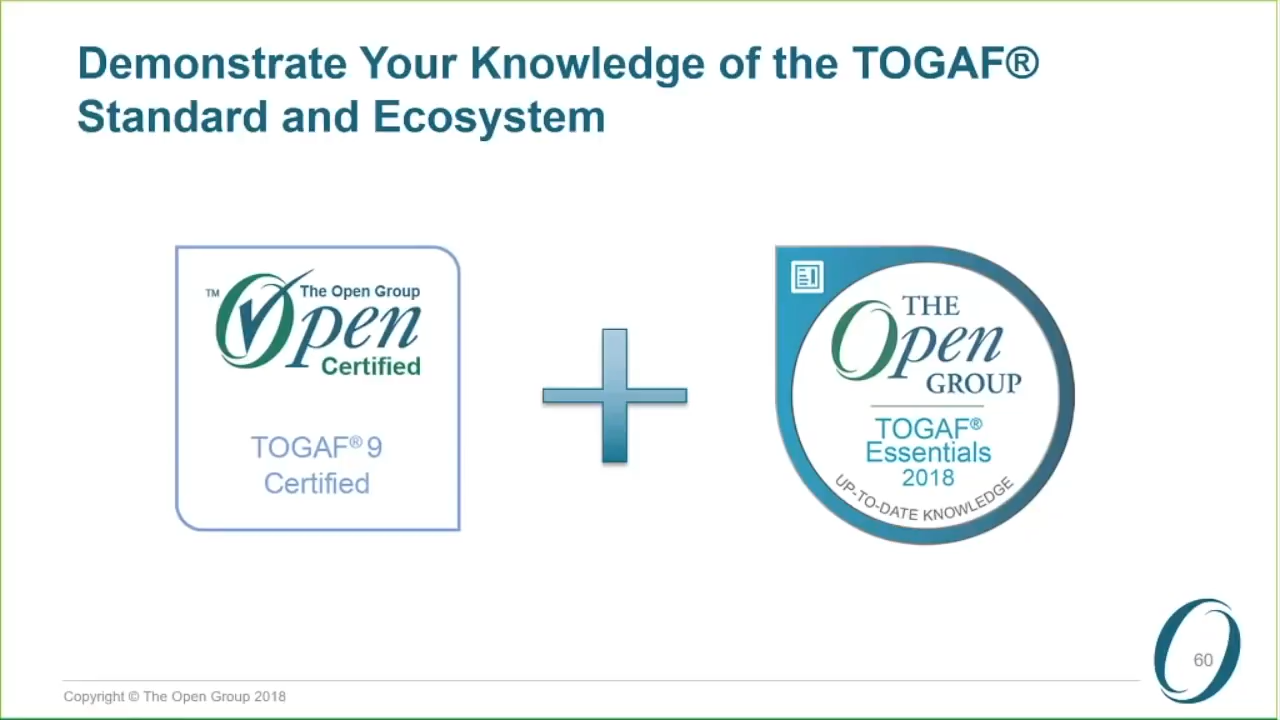 Demonstrate Your Knowledge of the TOGAF®
Standard and Ecosystem
TM
The Open Group
Open
Certified
TOGAF® 9
Certified
THE
Open
GROUP
TOGAF®
Essentials
2018
UP-TO-DATE KNOWLEDGE
60
Copyright © The Open Group 2018